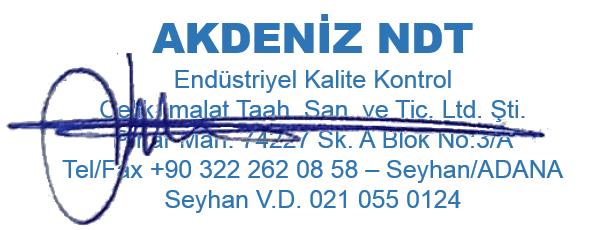 AKDENİZ NDT
Endüstriyel Kalite Kontrol
Çelik İmalat Taah. San. ve Tic. Ltd. Şti.
Pınar Mah. 74227 Sk. A Blok No:3/A
Tel/Fax +90 322 262 08 58 – Seyhan/ADANA
Seyhan V.D. 021 055 0124